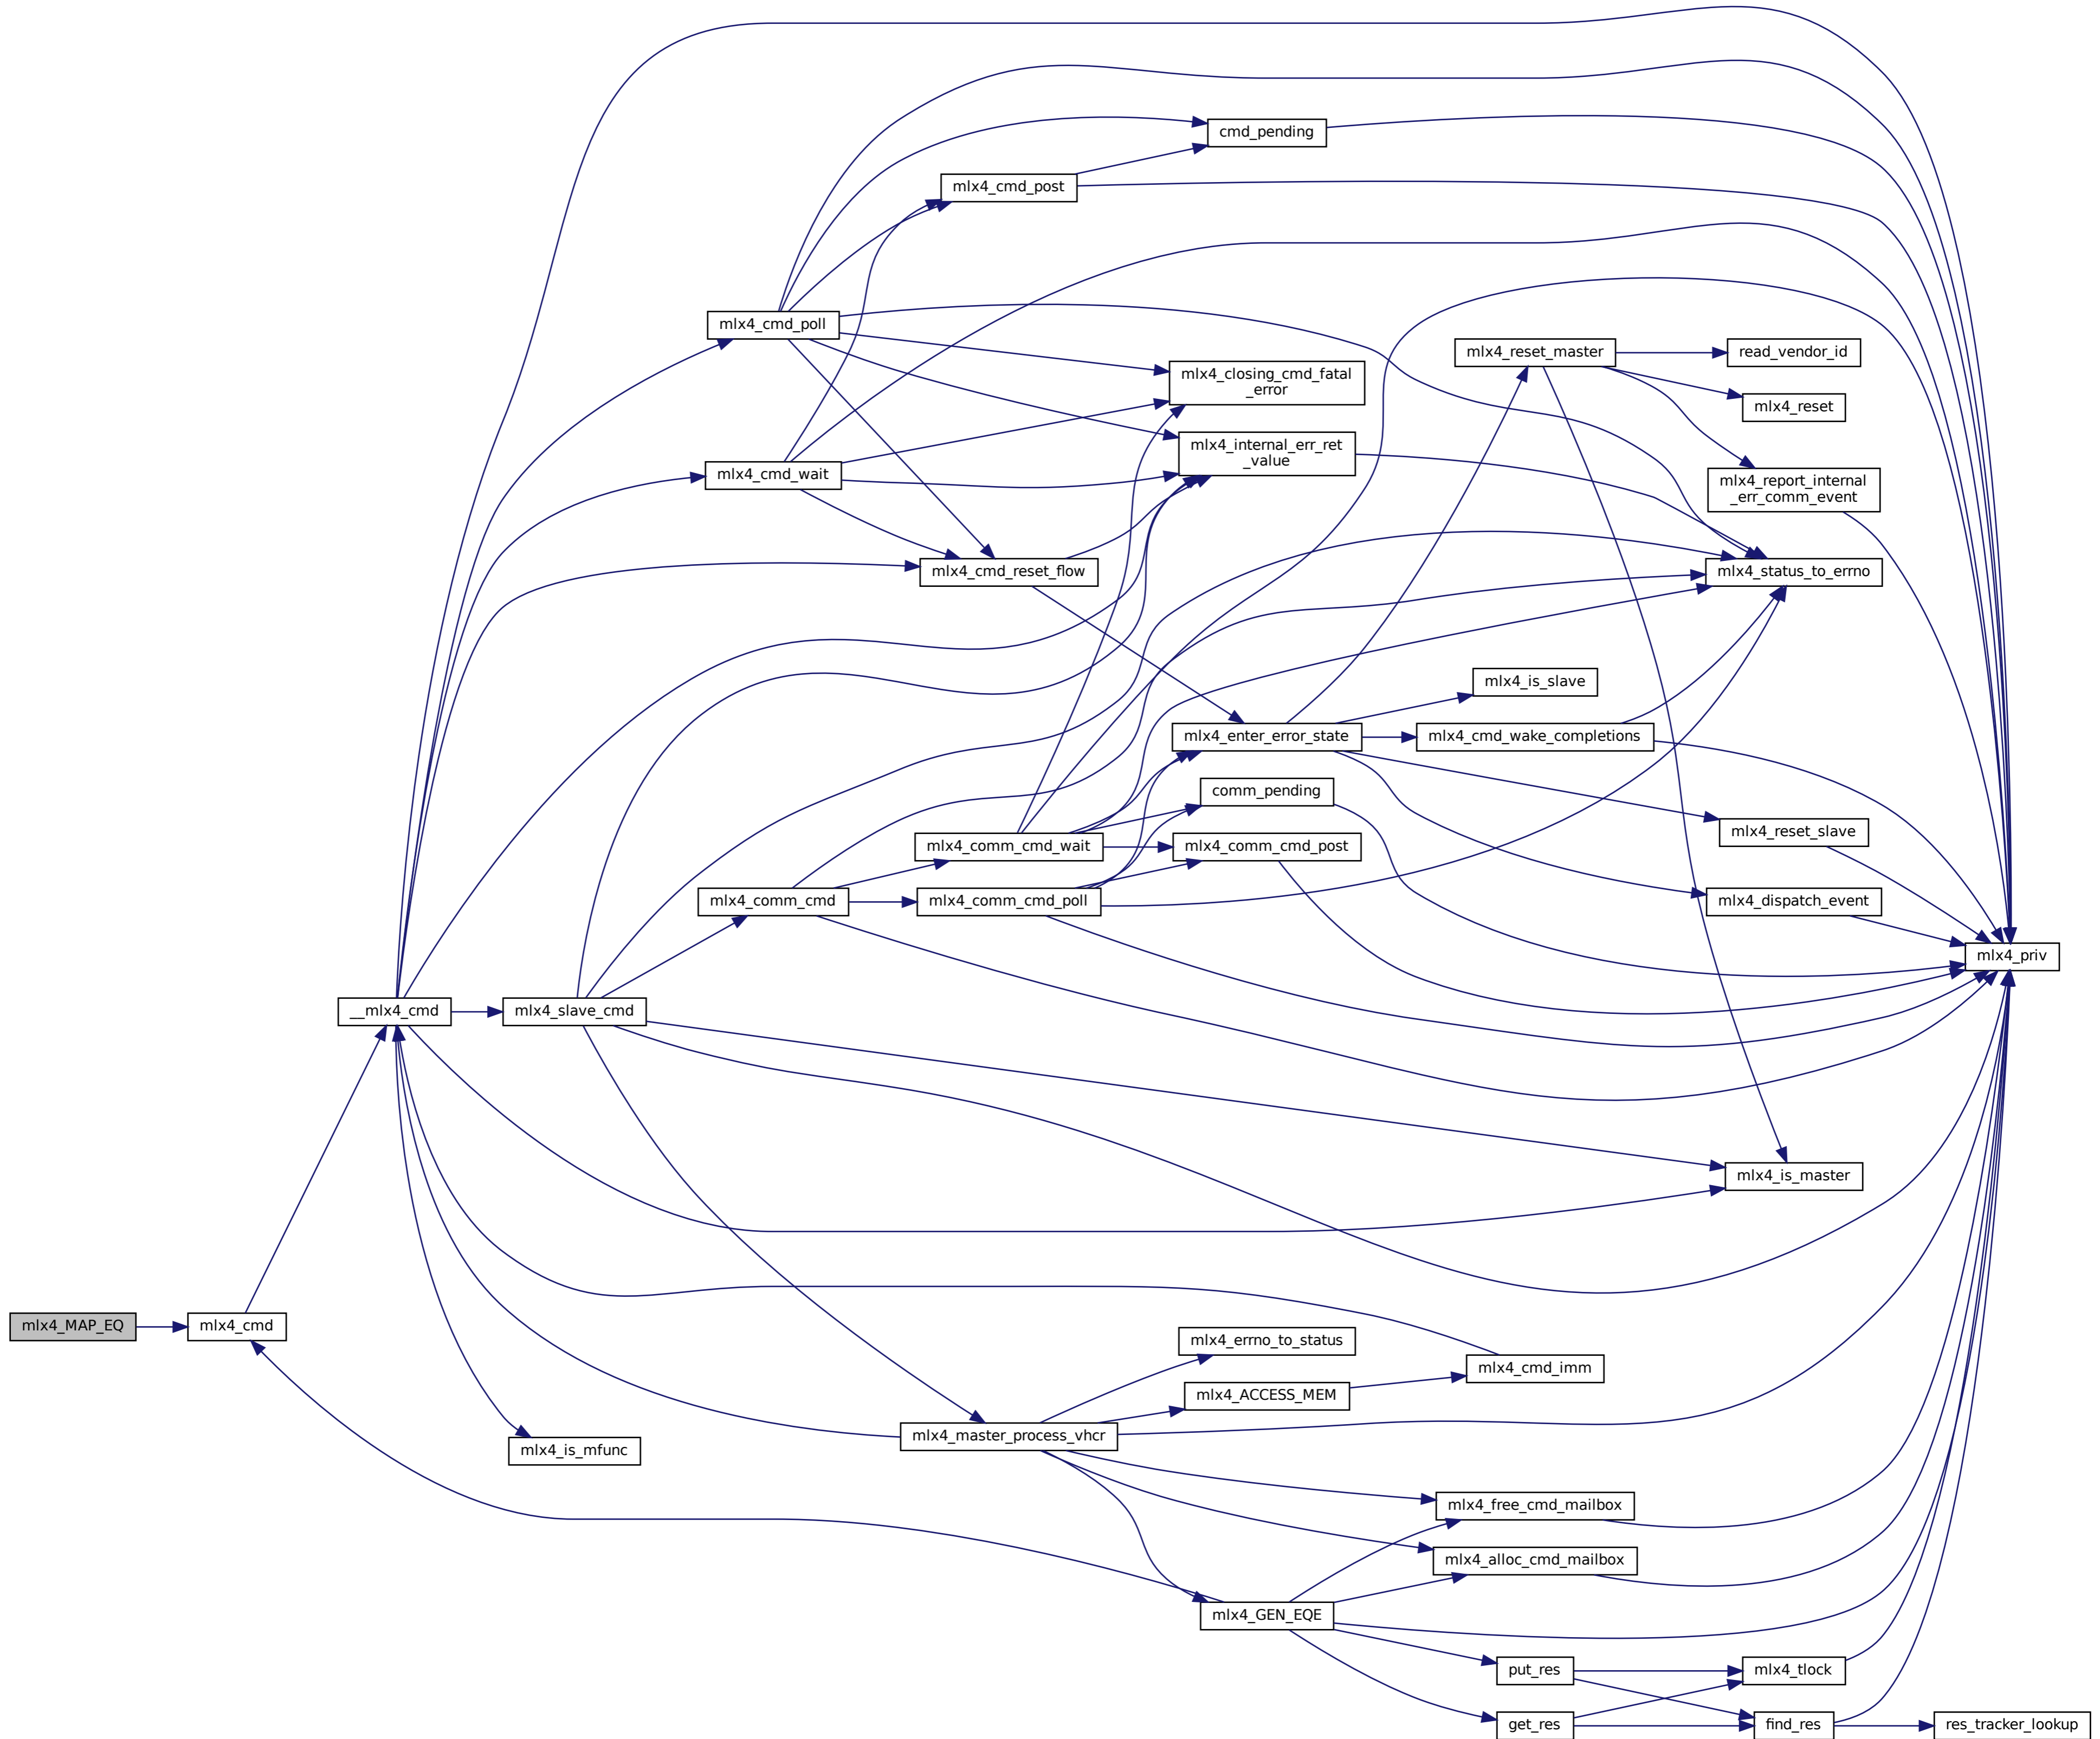 cmd_pending
mlx4_cmd_post
mlx4_cmd_poll
mlx4_reset_master
read_vendor_id
mlx4_closing_cmd_fatal
_error
mlx4_reset
mlx4_internal_err_ret
_value
mlx4_cmd_wait
mlx4_report_internal
_err_comm_event
mlx4_cmd_reset_flow
mlx4_status_to_errno
mlx4_is_slave
mlx4_enter_error_state
mlx4_cmd_wake_completions
comm_pending
mlx4_reset_slave
mlx4_comm_cmd_wait
mlx4_comm_cmd_post
mlx4_comm_cmd
mlx4_comm_cmd_poll
mlx4_dispatch_event
mlx4_priv
__mlx4_cmd
mlx4_slave_cmd
mlx4_is_master
mlx4_MAP_EQ
mlx4_cmd
mlx4_errno_to_status
mlx4_cmd_imm
mlx4_ACCESS_MEM
mlx4_master_process_vhcr
mlx4_is_mfunc
mlx4_free_cmd_mailbox
mlx4_alloc_cmd_mailbox
mlx4_GEN_EQE
put_res
mlx4_tlock
get_res
find_res
res_tracker_lookup